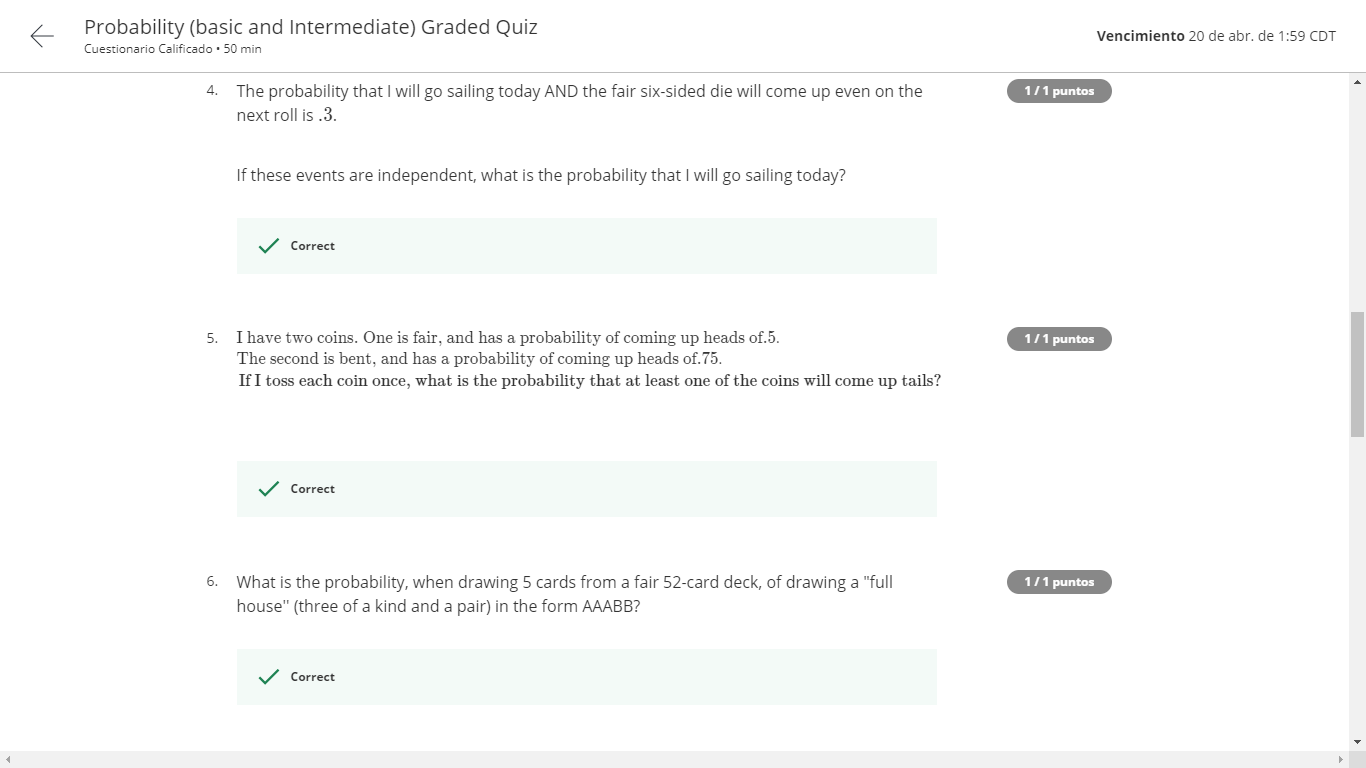 Probability (basic and Intermediate) Graded Quiz
Cuestionario Calificado • 50 min
Vencimiento 20 de abr. de 1:59 CDT
4. The probability that I will go sailing today AND the fair six-sided die will come up even on the
next roll is .3.
1 / 1 puntos
If these events are independent, what is the probability that I will go sailing today?
Correct
5. I have two coins. One is fair, and has a probability of coming up heads of.5.
The second is bent, and has a probability of coming up heads of.75.
If I toss each coin once, what is the probability that at least one of the coins will come up tails?
1 / 1 puntos
Correct
6. What is the probability, when drawing 5 cards from a fair 52-card deck, of drawing a "full
house" (three of a kind and a pair) in the form AAABB?
1 / 1 puntos
Correct